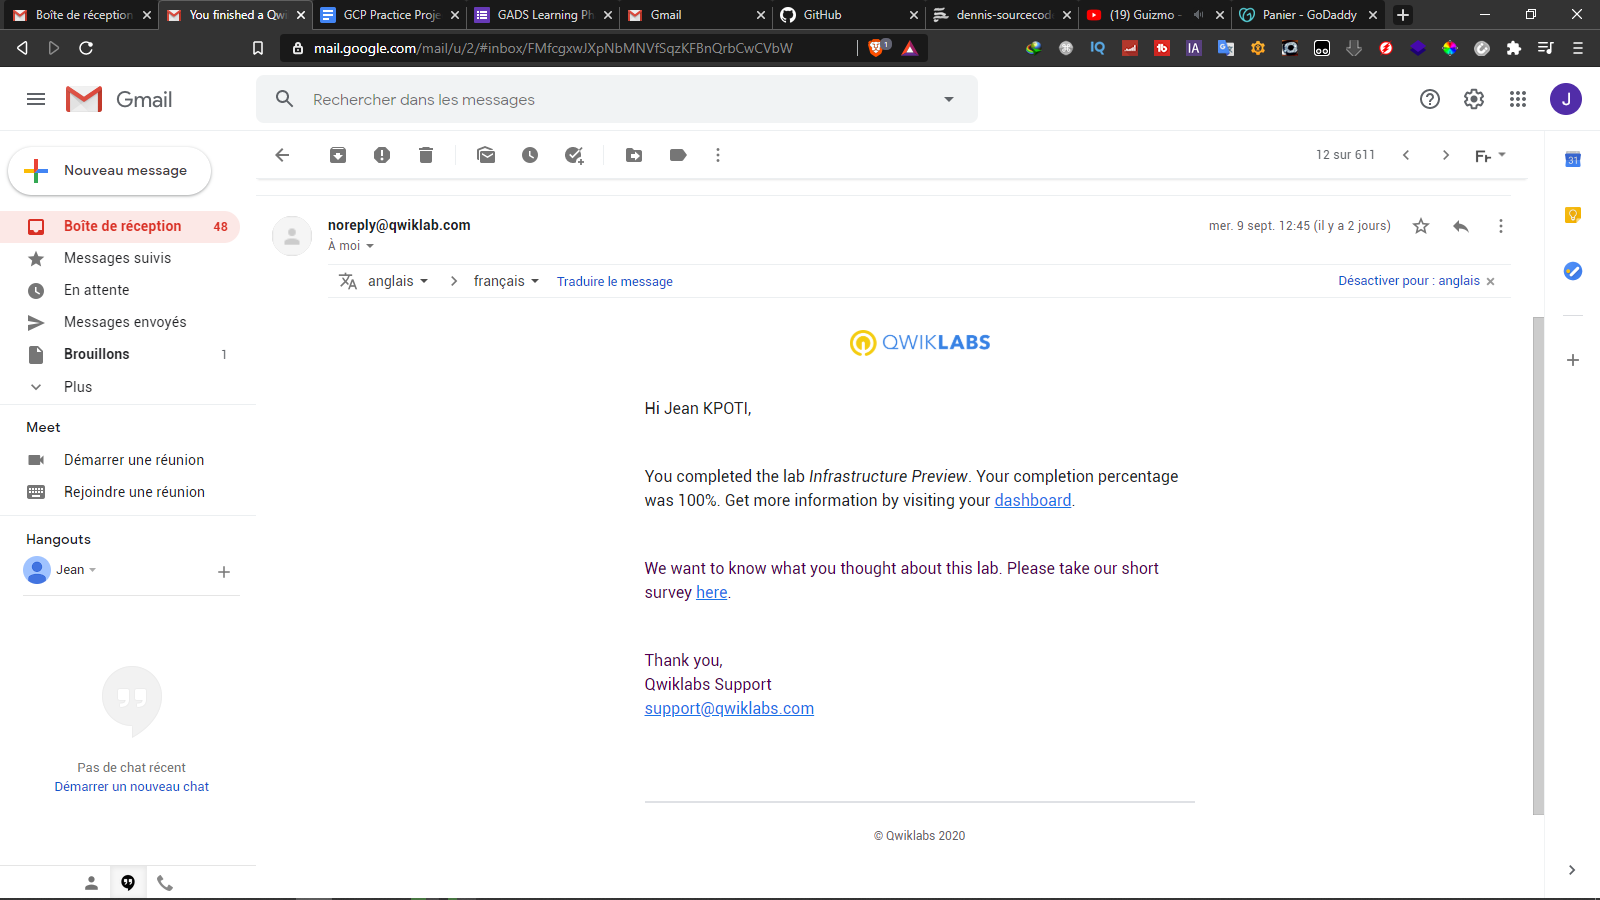 Boîte de réception
You finished a Qwi
GCP Practice Proje
GADS Learning Ph
Gmail
GitHub
dennis-sourcecod
(19) Guizmo -
Panier - GoDaddy
mail.google.com/mail/u/2/#inbox/FMfcgxwJXpNbMNVfSqzKFBnQrbCwCVbW
1
IQ
IA
Gmail
Rechercher dans les messages
J
Nouveau message
12 sur 611
31
Boîte de réception 48
Messages suivis
En attente
Messages envoyés
Brouillons 1
Plus
Meet
Démarrer une réunion
Rejoindre une réunion
Hangouts
Jean
Pas de chat récent
Démarrer un nouveau chat
noreply@qwiklab.com
À moi
mer. 9 sept. 12:45 (il y a 2 jours)
anglais > français Traduire le message
Désactiver pour : anglais
QWIKLABS
Hi Jean KPOTI,
You completed the lab Infrastructure Preview. Your completion percentage
was 100%. Get more information by visiting your dashboard.
We want to know what you thought about this lab. Please take our short
survey here.
Thank you,
Qwiklabs Support
support@qwiklabs.com
© Qwiklabs 2020